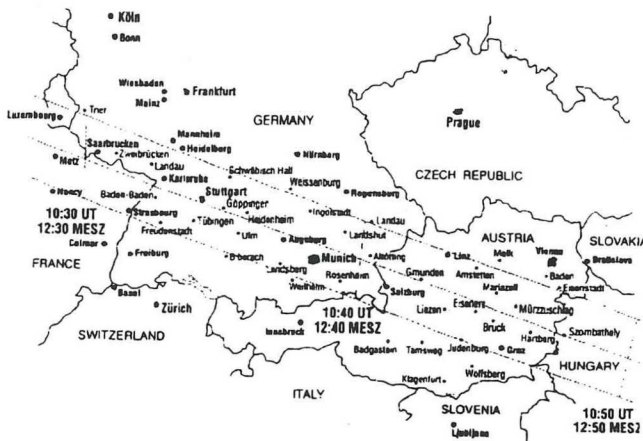 Köln
Bonn
Wiesbaden
Mainz
Frankfurt
Luxembourg
Trier
GERMANY
Prague
Mannheim
Heidelberg
Saarbrücken
Zweibrücken
Metz
Landau
Karlsruhe
Nürnberg
Schwäbisch Hall
Weissenburg
Regensburg
CZECH REPUBLIC
Nancy
Baden-Baden
Stuttgart
Göppinger
Strasbourg
Tübingen
Heidenheim
Ingolstadt
Landau
10:30 UT
12:30 MESZ
Freudenstadt
Ulm
Augsburg
Landshut
AUSTRIA
SLOVAKIA
Colmar
Freiburg
Biberach
Munich
Altötting
Linz
Melk
Vienna
Bratislava
FRANCE
Landsberg
Rosenheim
Gmunden
Amstetten
Baden
Basel
Weilheim
Salzburg
Mariazell
Eisenstadt
Zürich
10:40 UT
12:40 MESZ
Liezen
Eisenerz
Mürzzuschlag
SWITZERLAND
Innsbruck
Bruck
Hartberg
Szombathely
Badgastein
Tamsweg
Judenburg
Graz
HUNGARY
ITALY
Klagenfurt
Wolfsberg
SLOVENIA
10:50 UT
12:50 MESZ
Ljubljana